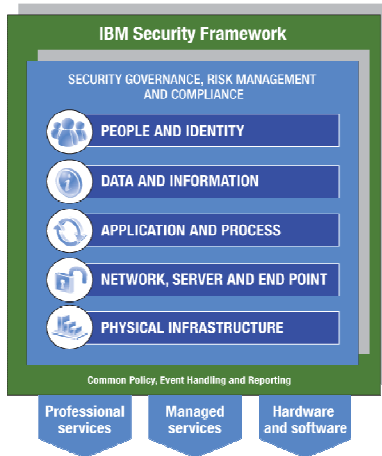 IBM Security Framework
SECURITY GOVERNANCE, RISK MANAGEMENT
AND COMPLIANCE
PEOPLE AND IDENTITY
DATA AND INFORMATION
APPLICATION AND PROCESS
NETWORK, SERVER AND END POINT
PHYSICAL INFRASTRUCTURE
Common Policy, Event Handling and Reporting
Professional
services
Managed
services
Hardware
and software